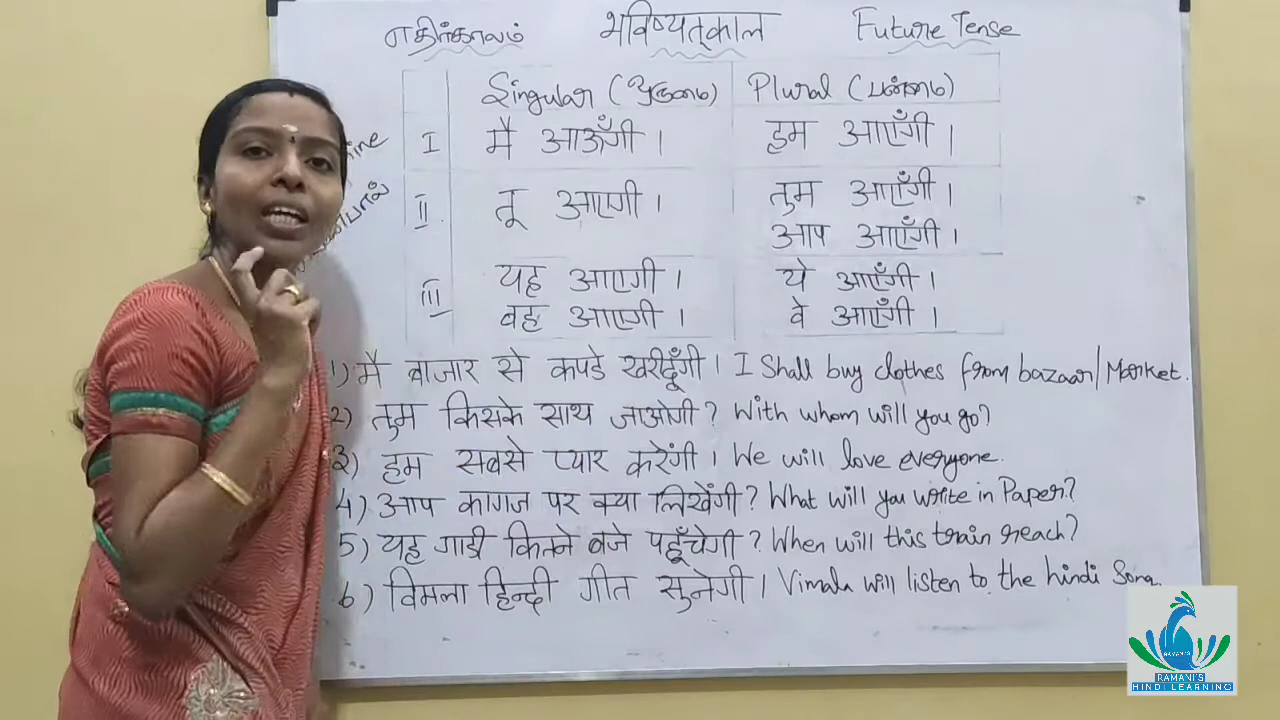 எதிர்காலம் भविष्यत्काल Future Tense
Singular (ஒருமை) Plural (பன்மை)
I मै आऊँगी । हम आएँगी ।
II तू आएगी । तुम आएँगी ।
आप आएँगी ।
III यह आएगी । ये आएँगी ।
वह आएगी । वे आएँगी ।
1) मै बाजार से कपडे खरीदूँगी । I Shall buy clothes from bazaar/Market.
2) तुम किसके साथ जाओगी ? With whom will you go?
3) हम सबसे प्यार करेंगी । We will love everyone.
4) आप कागज पर क्या लिखेंगी ? What will you write in Paper?
5) यह गाडी कितने बजे पहूँचेगी ? When will this train reach?
6) विमला हिन्दी गीत सुनेगी । Vimala will listen to the hindi Song.
RAMANI'S
RAMANI'S
HINDI LEARNING